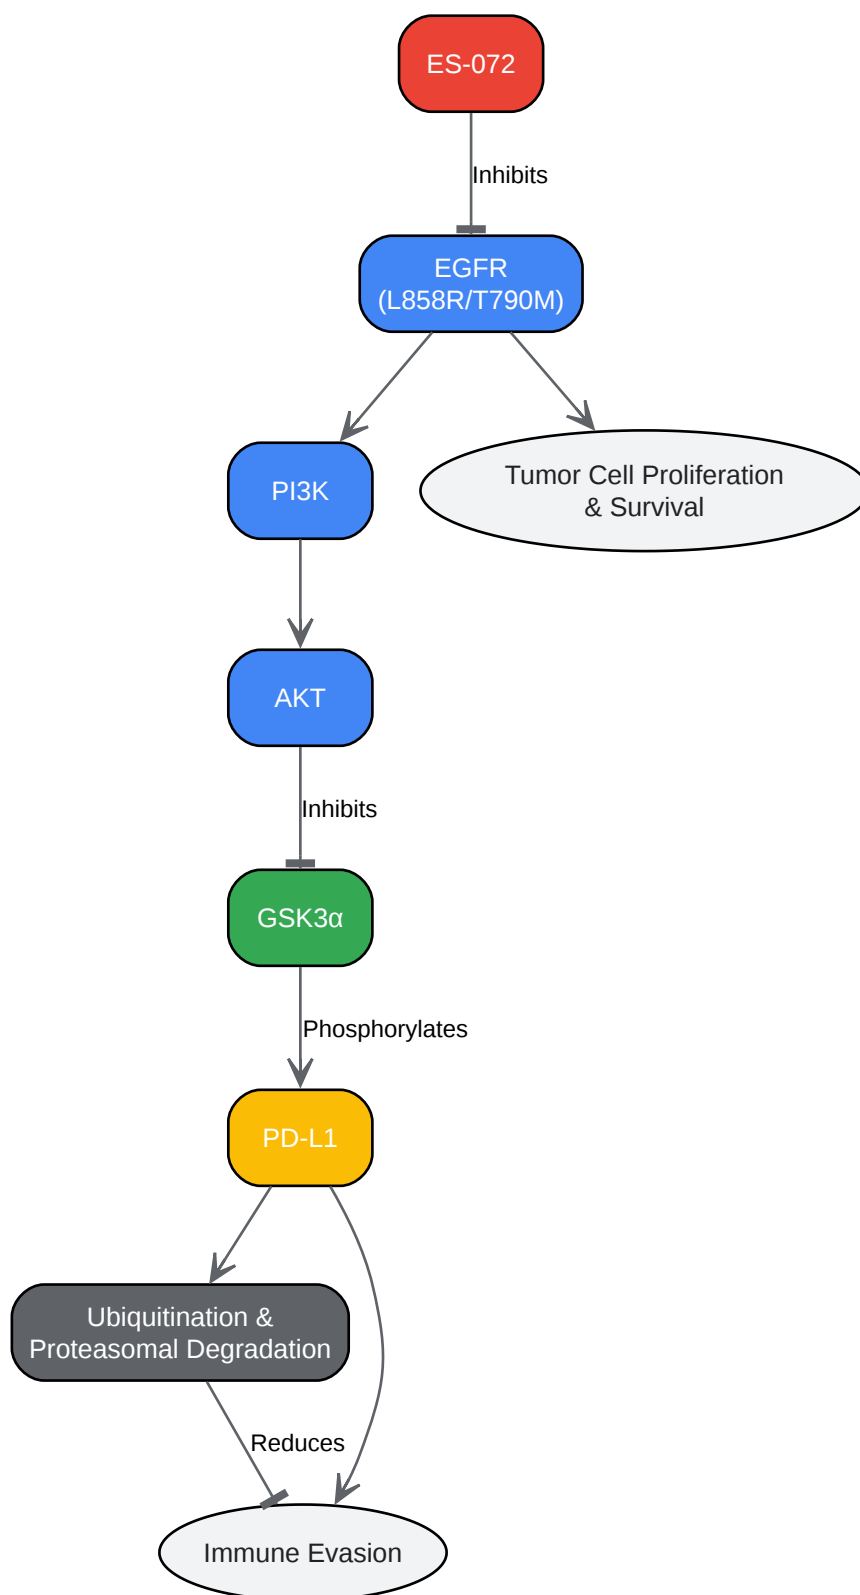 ES-072
Inhibits
EGFR
(L858R/T790M)
PI3K
Tumor Cell Proliferation
& Survival
AKT
Inhibits
GSK3α
Phosphorylates
PD-L1
Ubiquitination &
Proteasomal Degradation
Reduces
Immune Evasion